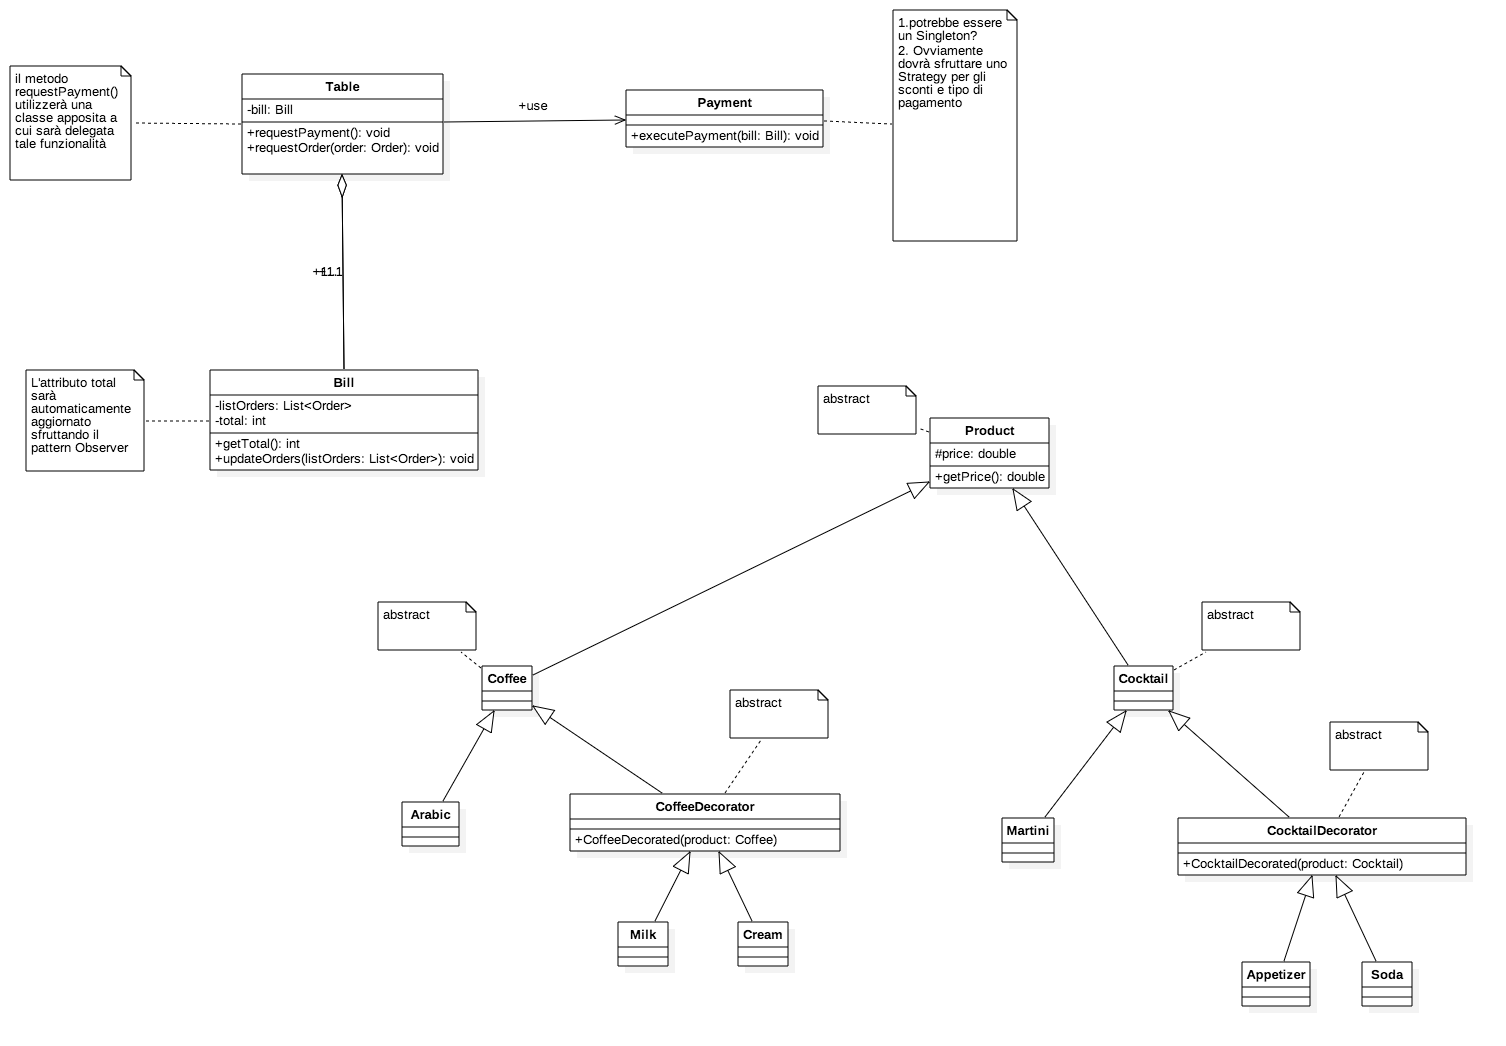 1.potrebbe essere
un Singleton?
2. Ovviamente
dovrà sfruttare uno
Strategy per gli
sconti e tipo di
pagamento
il metodo
requestPayment()
utilizzerà una
classe apposita a
cui sarà delegata
tale funzionalità
Table
-bill: Bill
+requestPayment(): void
+requestOrder(order: Order): void
+use
Payment
+executePayment(bill: Bill): void
L'attributo total
sarà
automaticamente
aggiornato
sfruttando il
pattern Observer
Bill
-listOrders: List<Order>
-total: int
+getTotal(): int
+updateOrders(listOrders: List<Order>): void
abstract
Product
#price: double
+getPrice(): double
abstract
Coffee
abstract
Cocktail
abstract
abstract
Arabic
CoffeeDecorator
+CoffeeDecorated(product: Coffee)
Martini
CocktailDecorator
+CocktailDecorated(product: Cocktail)
Milk
Cream
Appetizer
Soda